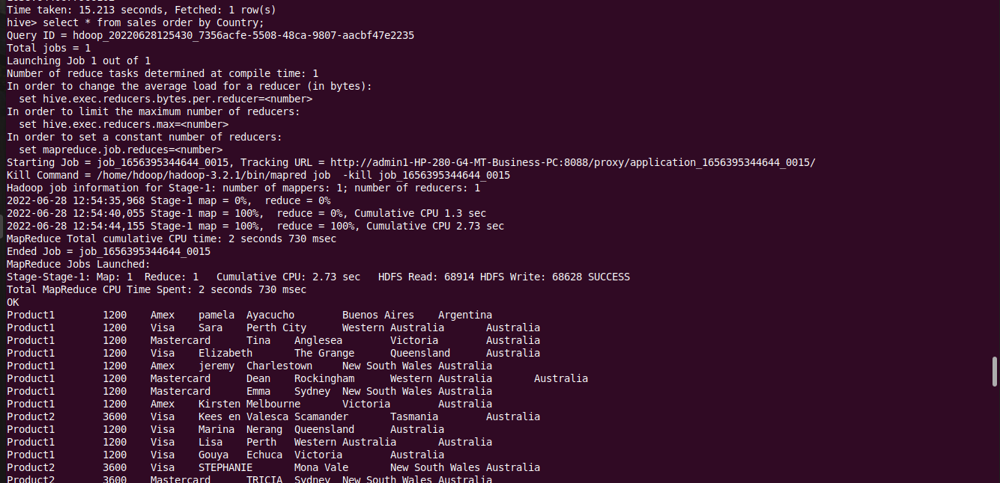 Time taken: 15.213 seconds, Fetched: 1 row(s)
hive> select * from sales order by Country;
Query ID = hdoop_20220628125430_7356acfe-5508-48ca-9807-aacbf47e2235
Total jobs = 1
Launching Job 1 out of 1
Number of reduce tasks determined at compile time: 1
In order to change the average load for a reducer (in bytes):
  set hive.exec.reducers.bytes.per.reducer=<number>
In order to limit the maximum number of reducers:
  set hive.exec.reducers.max=<number>
In order to set a constant number of reducers:
  set mapreduce.job.reduces=<number>
Starting Job = job_1656395344644_0015, Tracking URL = http://admin1-HP-280-G4-MT-Business-PC:8088/proxy/application_1656395344644_0015/
Kill Command = /home/hdoop/hadoop-3.2.1/bin/mapred job  -kill job_1656395344644_0015
Hadoop job information for Stage-1: number of mappers: 1; number of reducers: 1
2022-06-28 12:54:35,968 Stage-1 map = 0%,  reduce = 0%
2022-06-28 12:54:40,055 Stage-1 map = 100%,  reduce = 0%, Cumulative CPU 1.3 sec
2022-06-28 12:54:44,155 Stage-1 map = 100%,  reduce = 100%, Cumulative CPU 2.73 sec
MapReduce Total cumulative CPU time: 2 seconds 730 msec
Ended Job = job_1656395344644_0015
MapReduce Jobs Launched:
Stage-Stage-1: Map: 1  Reduce: 1   Cumulative CPU: 2.73 sec   HDFS Read: 68914 HDFS Write: 68628 SUCCESS
Total MapReduce CPU Time Spent: 2 seconds 730 msec
OK
Product1	1200	Amex	pamela	Ayacucho	Buenos Aires	Argentina
Product1	1200	Visa	Sara	Perth City	Western Australia	Australia
Product1	1200	Mastercard	Tina	Anglesea	Victoria	Australia
Product1	1200	Visa	Elizabeth	The Grange	Queensland	Australia
Product1	1200	Amex	jeremy	Charlestown	New South Wales	Australia
Product1	1200	Mastercard	Dean	Rockingham	Western Australia	Australia
Product1	1200	Mastercard	Emma	Sydney	New South Wales	Australia
Product1	1200	Amex	Kirsten	Melbourne	Victoria	Australia
Product2	3600	Visa	Kees en Valesca	Scamander	Tasmania	Australia
Product1	1200	Visa	Marina	Nerang	Queensland	Australia
Product1	1200	Visa	Lisa	Perth	Western Australia	Australia
Product1	1200	Visa	Gouya	Echuca	Victoria	Australia
Product2	3600	Visa	STEPHANIE	Mona Vale	New South Wales	Australia
Product2	3600	Mastercard	TRICIA	Sydney	New South Wales	Australia